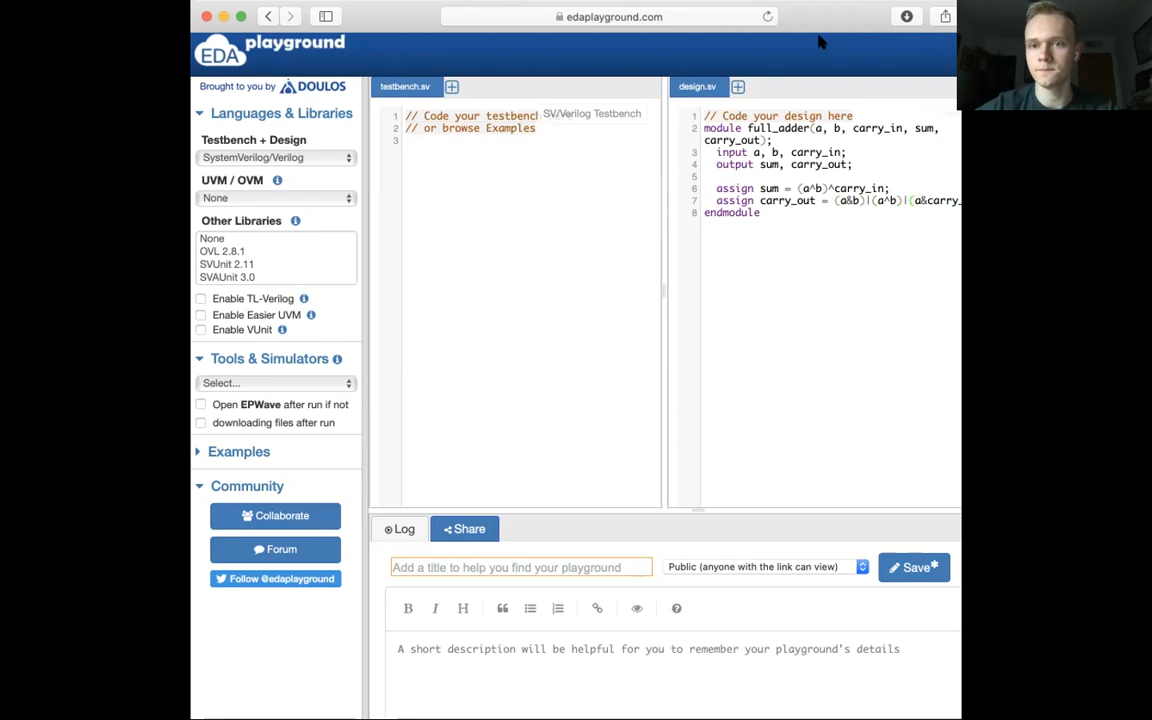 edaplayground.com
EDA playground
Brought to you by DOULOS
Languages & Libraries
Testbench + Design
SystemVerilog/Verilog
UVM / OVM
None
Other Libraries
None
OVL 2.8.1
SVUnit 2.11
SVAUnit 3.0
Enable TL-Verilog
Enable Easier UVM
Enable VUnit
Tools & Simulators
Select...
Open EPWave after run if not
downloading files after run
Examples
Community
Collaborate
Forum
Follow @edaplayground
testbench.sv
SV/Verilog Testbench
1 // Code your testbench
2 // or browse Examples
3
design.sv
1 // Code your design here
2 module full_adder(a, b, carry_in, sum,
carry_out);
3 input a, b, carry_in;
4 output sum, carry_out;
5
6 assign sum = (a^b)^carry_in;
7 assign carry_out = (a&b)|(a^b)|(a&carry_
8 endmodule
Log
Share
Add a title to help you find your playground
Public (anyone with the link can view)
Save*
B I H
A short description will be helpful for you to remember your playground's details